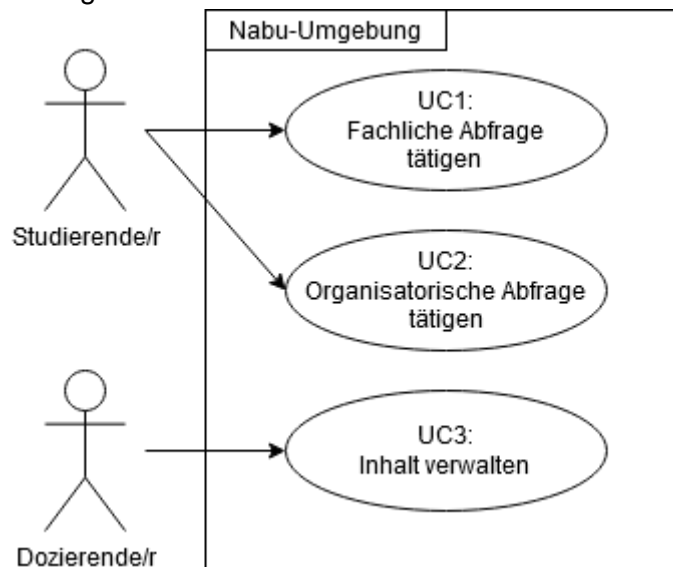 Nabu-Umgebung
UC1:
Fachliche Abfrage
tätigen
Studierende/r
UC2:
Organisatorische Abfrage
tätigen
UC3:
Inhalt verwalten
Dozierende/r